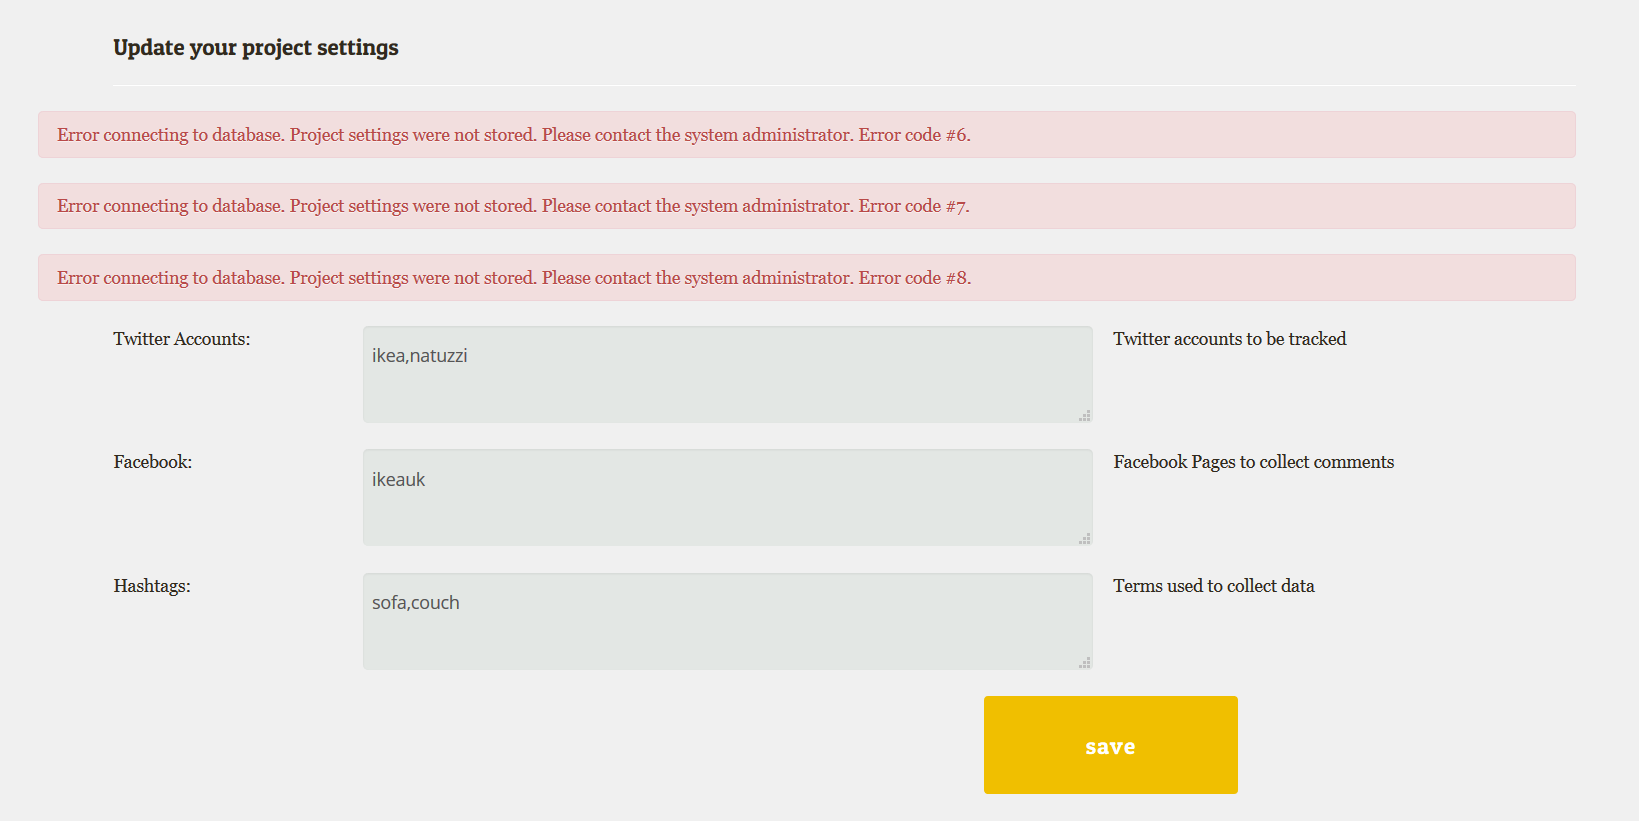 Update your project settings
Error connecting to database. Project settings were not stored. Please contact the system administrator. Error code #6.
Error connecting to database. Project settings were not stored. Please contact the system administrator. Error code #7.
Error connecting to database. Project settings were not stored. Please contact the system administrator. Error code #8.
Twitter Accounts: ikea,natuzzi Twitter accounts to be tracked
Facebook: ikeauk Facebook Pages to collect comments
Hashtags: sofa,couch Terms used to collect data
save